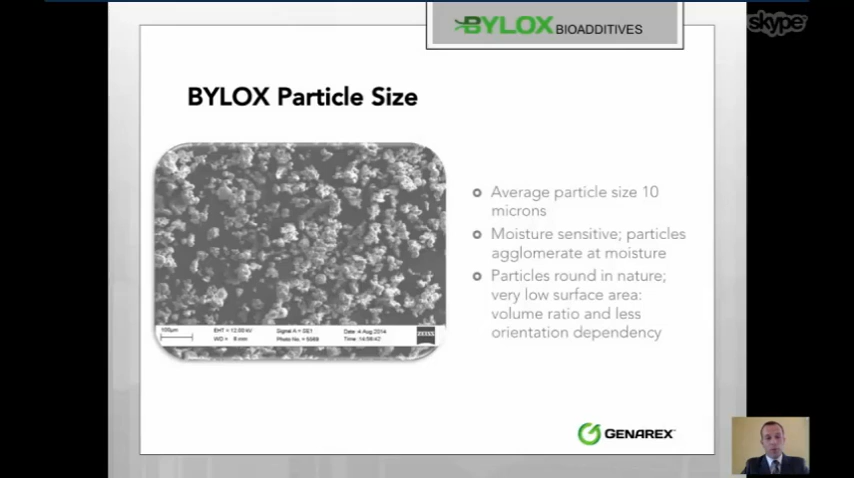 BYLOX BIOADDITIVES
skype
BYLOX Particle Size
Average particle size 10
microns
Moisture sensitive; particles
agglomerate at moisture
Particles round in nature;
very low surface area:
volume ratio and less
orientation dependency
100µm
EHT = 12.00 kV
Signal A = SE1
Date: 4 Aug 2014
ZEISS
WD = 8 mm
Photo No. = 5069
Time: 14:59:42
GENAREX